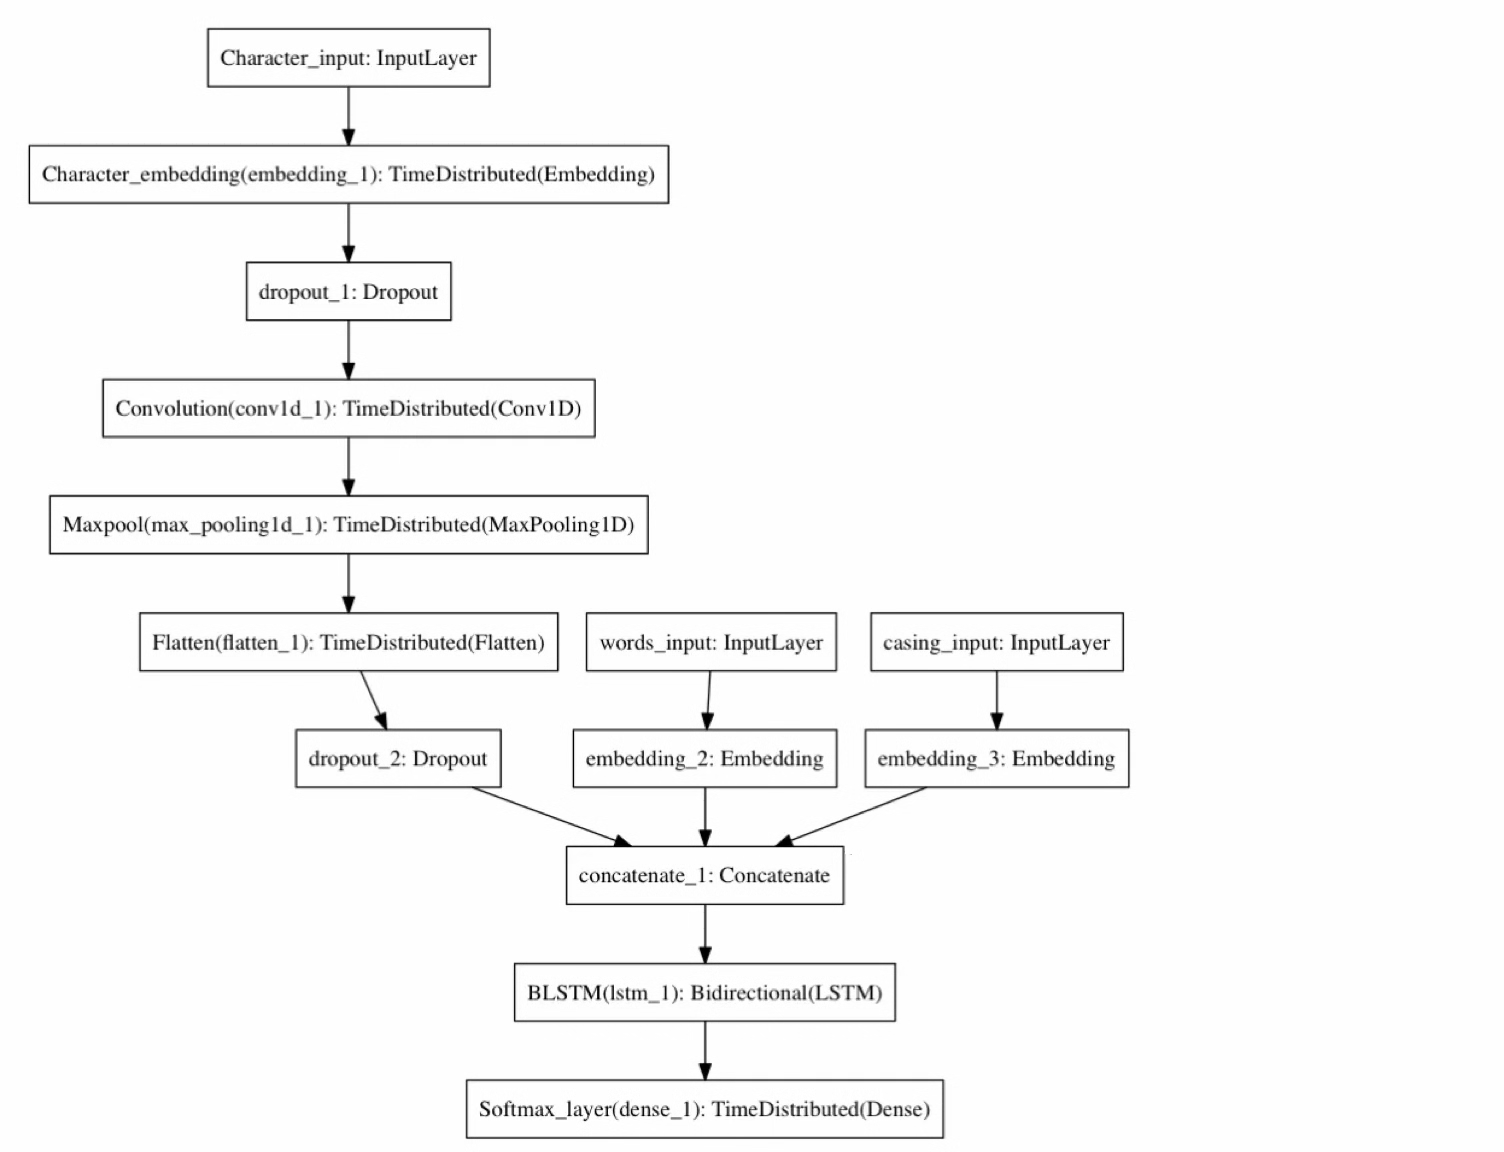 Character_input: InputLayer
Character_embedding(embedding_1): TimeDistributed(Embedding)
dropout_1: Dropout
Convolution(conv1d_1): TimeDistributed(Conv1D)
Maxpool(max_pooling1d_1): TimeDistributed(MaxPooling1D)
Flatten(flatten_1): TimeDistributed(Flatten)
words_input: InputLayer
casing_input: InputLayer
dropout_2: Dropout
embedding_2: Embedding
embedding_3: Embedding
concatenate_1: Concatenate
BLSTM(lstm_1): Bidirectional(LSTM)
Softmax_layer(dense_1): TimeDistributed(Dense)